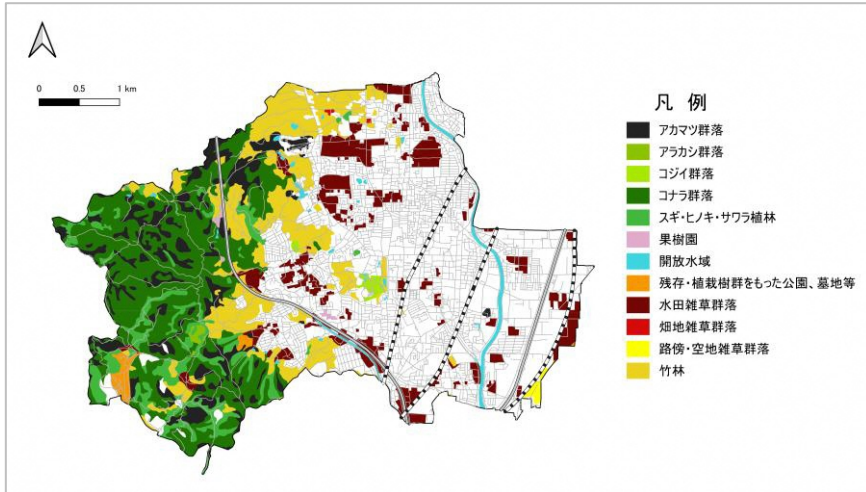 0 0.5 1 km
凡 例
アカマツ群落
アラカシ群落
コジイ群落
コナラ群落
スギ・ヒノキ・サワラ植林
果樹園
開放水域
残存・植栽樹群をもった公園、墓地等
水田雑草群落
畑地雑草群落
路傍・空地雑草群落
竹林